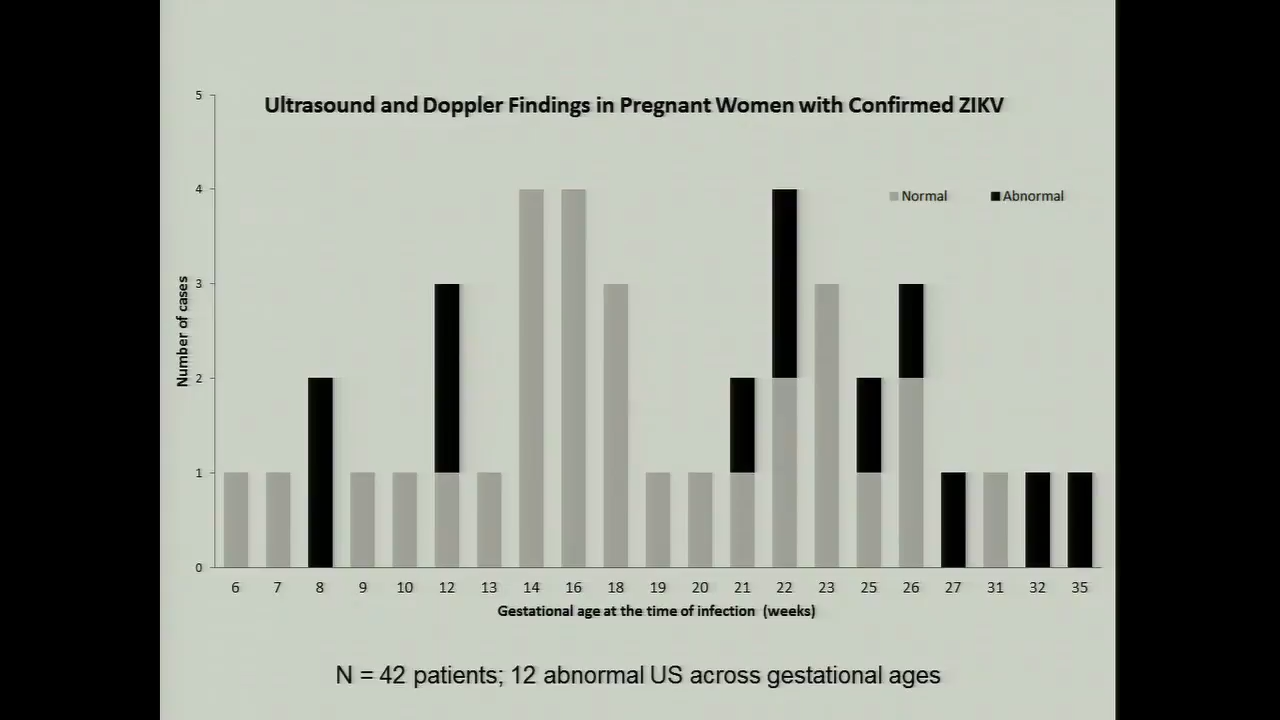 Ultrasound and Doppler Findings in Pregnant Women with Confirmed ZIKV
5
4
3
2
1
0
Number of cases
Normal Abnormal
6 7 8 9 10 12 13 14 16 18 19 20 21 22 23 25 26 27 31 32 35
Gestational age at the time of infection (weeks)
N = 42 patients; 12 abnormal US across gestational ages